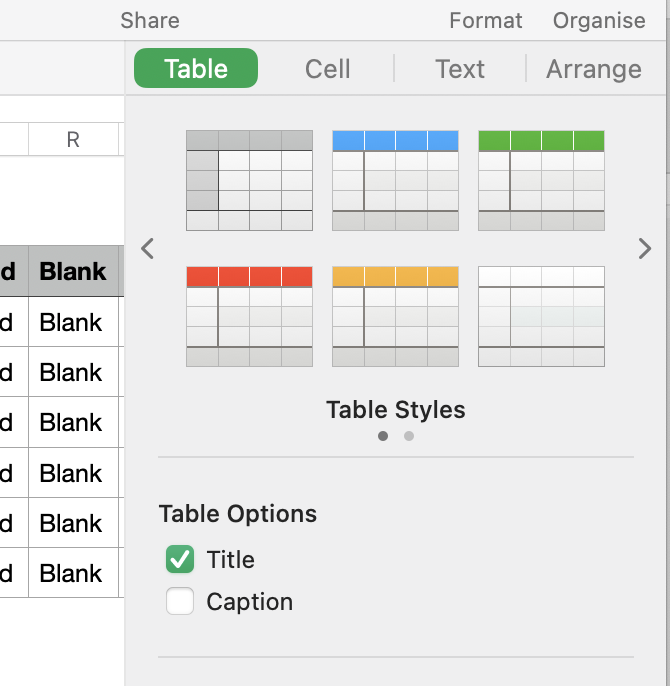 Share Format Organise
Table Cell Text Arrange
R
d Blank
d Blank
d Blank
d Blank
d Blank
d Blank
d Blank
Table Styles
Table Options
Title
Caption